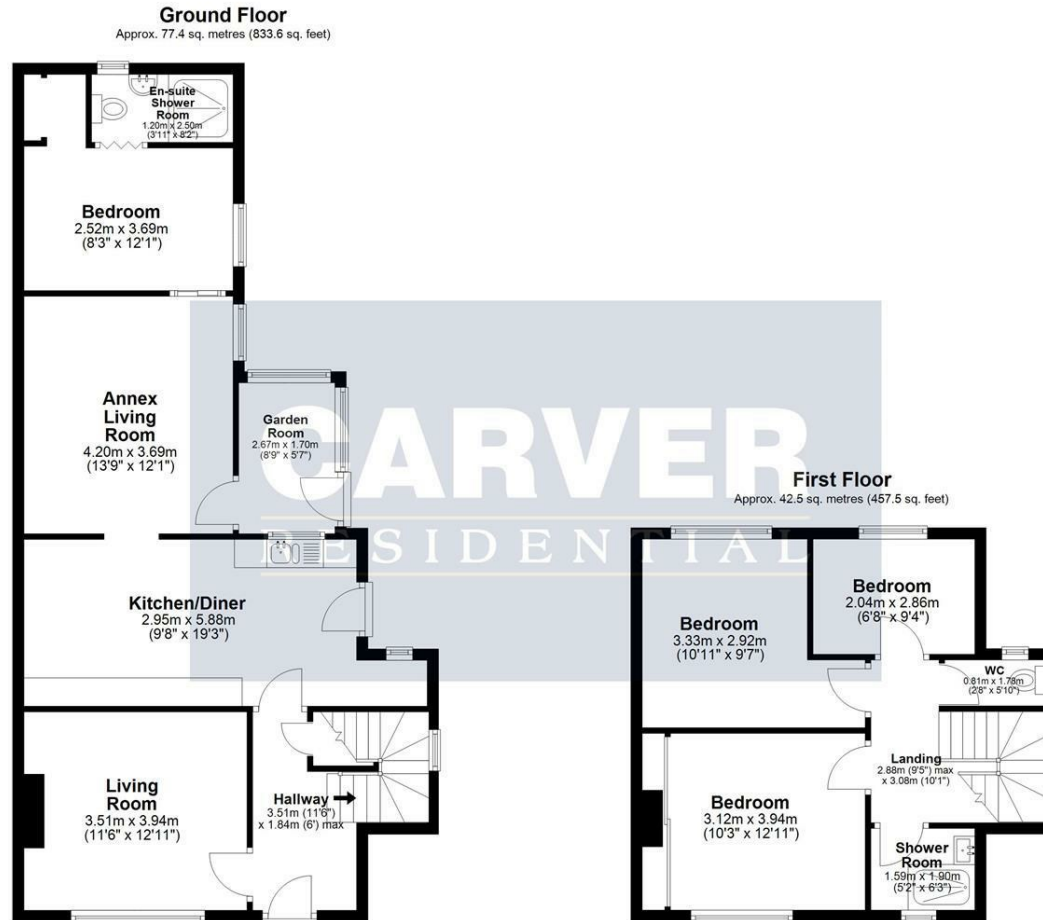 Ground Floor
Approx. 77.4 sq. metres (833.6 sq. feet)
En-suite
Shower
Room
1.20m x 2.50m
(3'11" x 8'2")
Bedroom
2.52m x 3.69m
(8'3" x 12'1")
Annex
Living
Room
4.20m x 3.69m
(13'9" x 12'1")
Garden
Room
2.67m x 1.70m
(8'9" x 5'7")
Kitchen/Diner
2.95m x 5.88m
(9'8" x 19'3")
Living
Room
3.51m x 3.94m
(11'6" x 12'11")
Hallway
3.51m (11'6")
x 1.84m (6') max
CARVER
RESIDENTIAL
First Floor
Approx. 42.5 sq. metres (457.5 sq. feet)
Bedroom
3.33m x 2.92m
(10'11" x 9'7")
Bedroom
2.04m x 2.86m
(6'8" x 9'4")
WC
0.81m x 1.78m
(2'8" x 5'10")
Landing
2.88m (9'5") max
x 3.08m (10'1")
Bedroom
3.12m x 3.94m
(10'3" x 12'11")
Shower
Room
1.59m x 1.90m
(5'2" x 6'3")